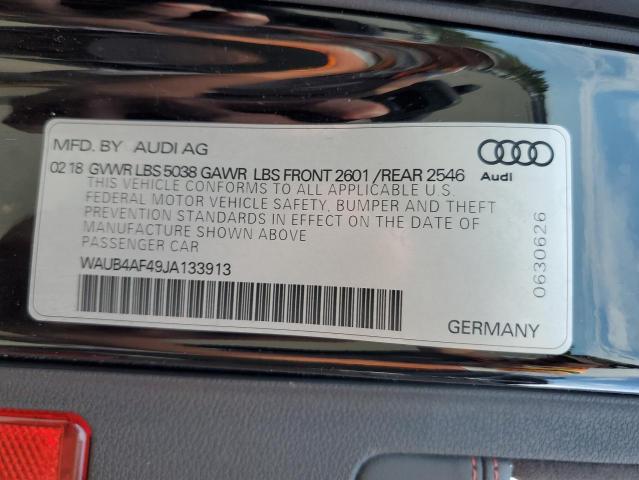 MFD. BY AUDI AG
02 18 GVWR LBS 5038 GAWR LBS FRONT 2601 /REAR 2546
THIS VEHICLE CONFORMS TO ALL APPLICABLE U.S.
FEDERAL MOTOR VEHICLE SAFETY, BUMPER AND THEFT
PREVENTION STANDARDS IN EFFECT ON THE DATE OF
MANUFACTURE SHOWN ABOVE
PASSENGER CAR
WAUB4AF49JA133913
Audi
0630626
GERMANY